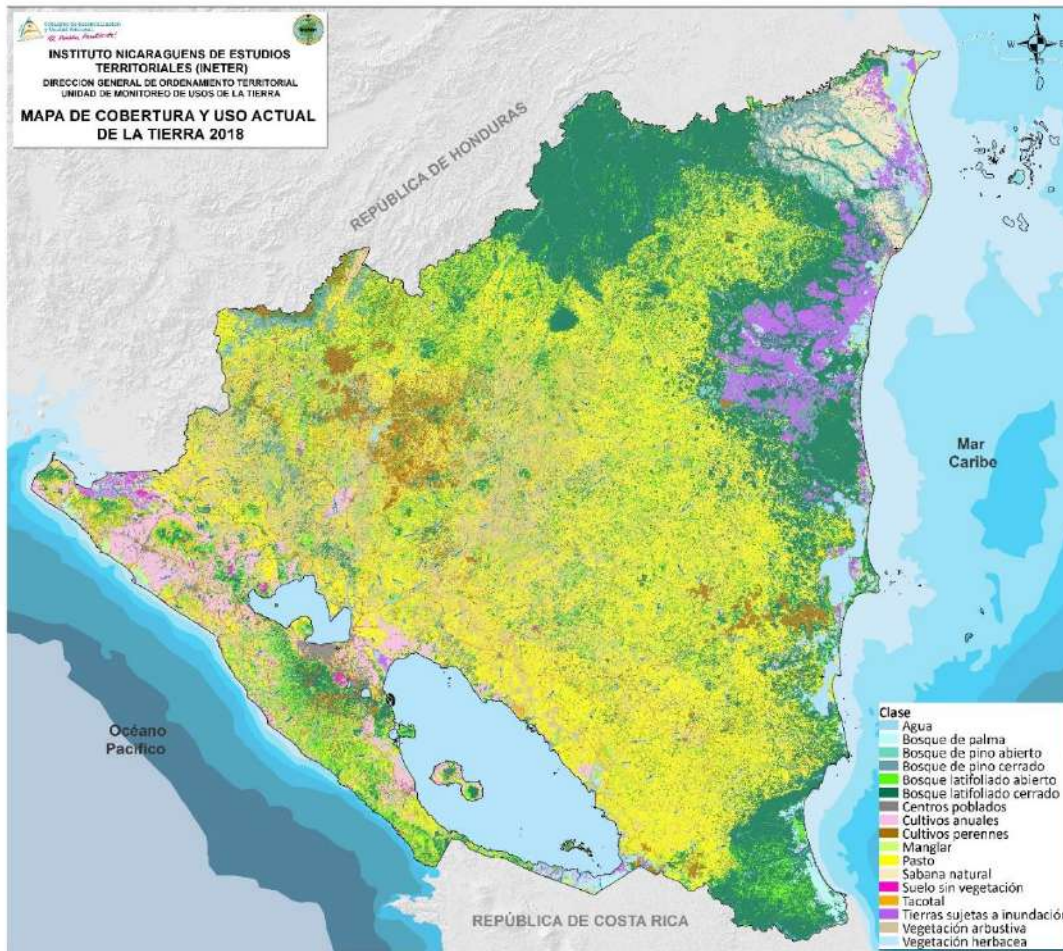 El Pueblo, Presidente!
INSTITUTO NICARAGUENS DE ESTUDIOS
TERRITORIALES (INETER)
DIRECCION GENERAL DE ORDENAMIENTO TERRITORIAL
UNIDAD DE MONITOREO DE USOS DE LA TIERRA
MAPA DE COBERTURA Y USO ACTUAL
DE LA TIERRA 2018
N
W
E
S
REPÚBLICA DE HONDURAS
Mar
Caribe
Océano
Pacífico
REPÚBLICA DE COSTA RICA
Clase
Agua
Bosque de palma
Bosque de pino abierto
Bosque de pino cerrado
Bosque latifoliado abierto
Bosque latifoliado cerrado
Centros poblados
Cultivos anuales
Cultivos perennes
Manglar
Pasto
Sabana natural
Suelo sin vegetación
Tacotal
Tierras sujetas a inundación
Vegetación arbustiva
Vegetación herbacea